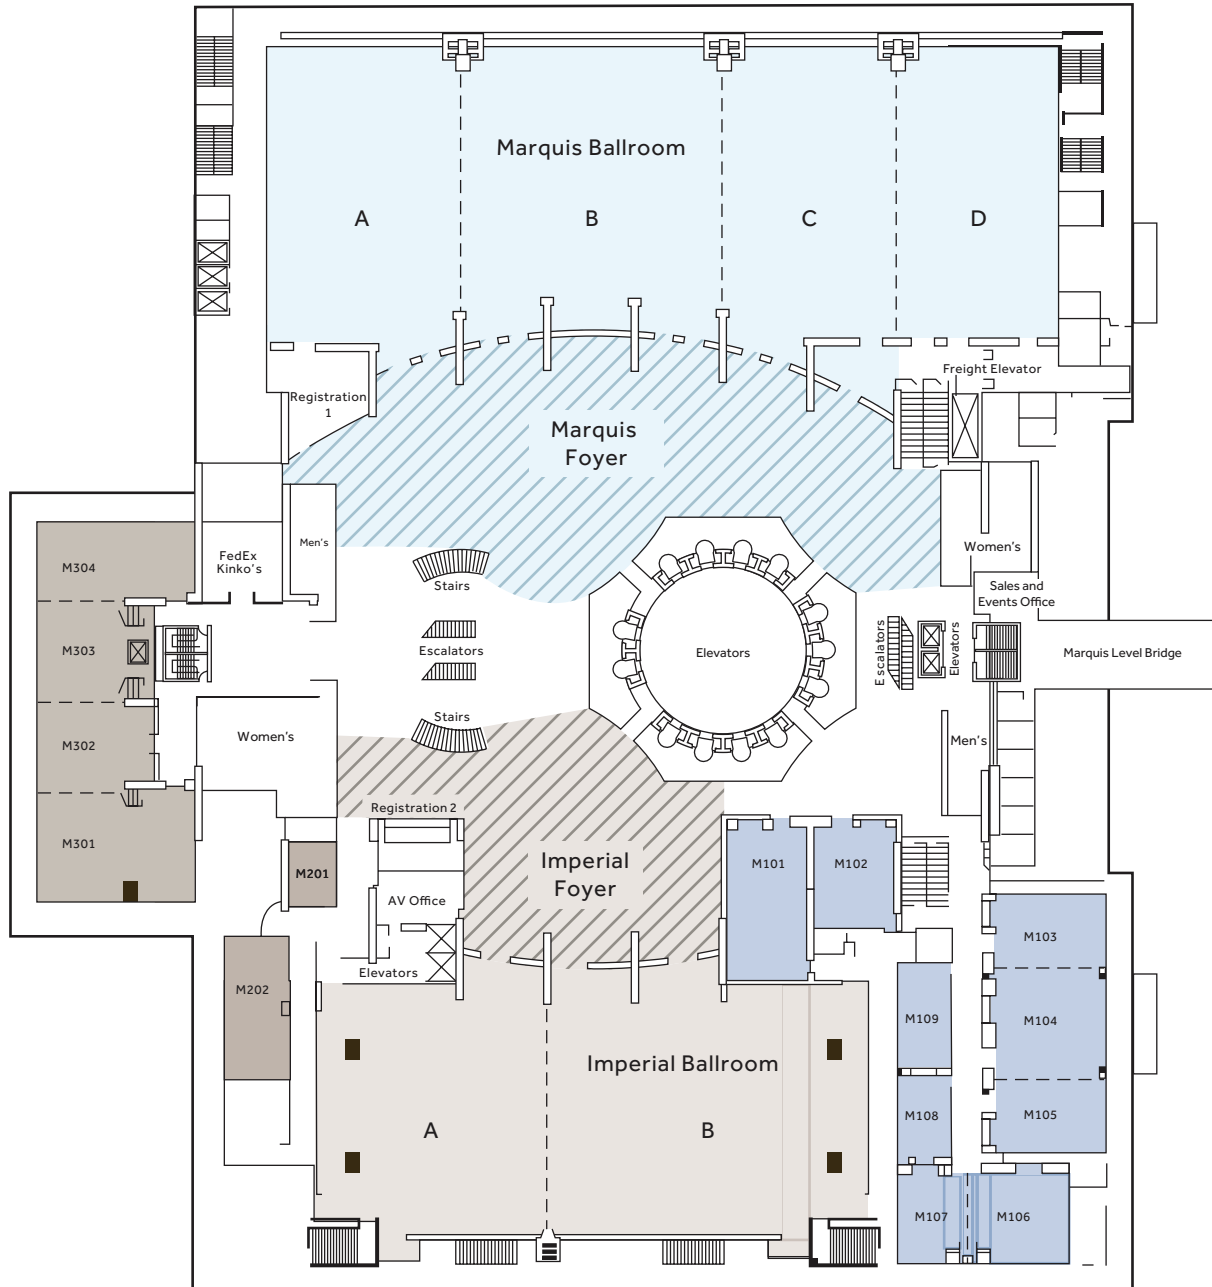 Marquis Ballroom
A
B
C
D
Freight Elevator
Registration
1
Marquis
Foyer
Men's
FedEx
Kinko's
Women's
M304
Stairs
Sales and
Events Office
M303
Escalators
Elevators
Escalators
Elevators
Marquis Level Bridge
Stairs
M302
Women's
Men's
Registration 2
M301
Imperial
Foyer
M101
M102
M201
AV Office
M103
Elevators
M202
M109
M104
Imperial Ballroom
A
B
M108
M105
M107
M106